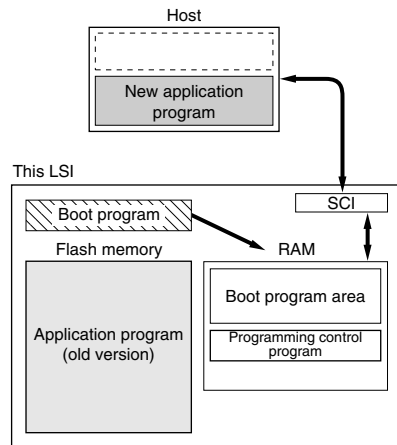 Host
New application
program
This LSI
SCI
Boot program
Flash memory
RAM
Application program
(old version)
Boot program area
Programming control
program